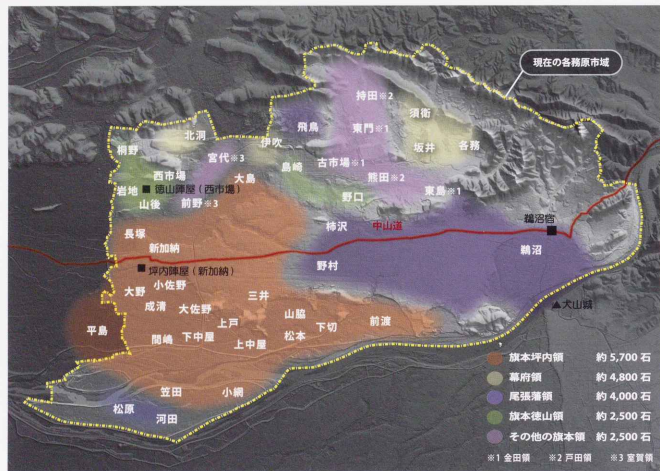 現在の各務原市域
持田※2
須衛
飛鳥
東門※1
北洞
伊吹
桐野
宮代※3
坂井
各務
古市場※1
島崎
西市場
大島
熊田※2
岩地
徳山陣屋(西市場)
野口
東島※1
山後
前野※3
柿沢
中山道
鵜沼宿
長塚
新加納
鵜沼
野村
坪内陣屋(新加納)
小佐野
大野
三井
犬山城
成清
大佐野
山脇
平島
上戸
下切
前渡
間嶋
下中屋
上中屋
松本
笠田
小網
松原
河田
旗本坪内領 約5,700石
幕府領 約4,800石
尾張藩領 約4,000石
旗本徳山領 約2,500石
その他の旗本領 約2,500石
※1 金田領 ※2 戸田領 ※3 室賀領